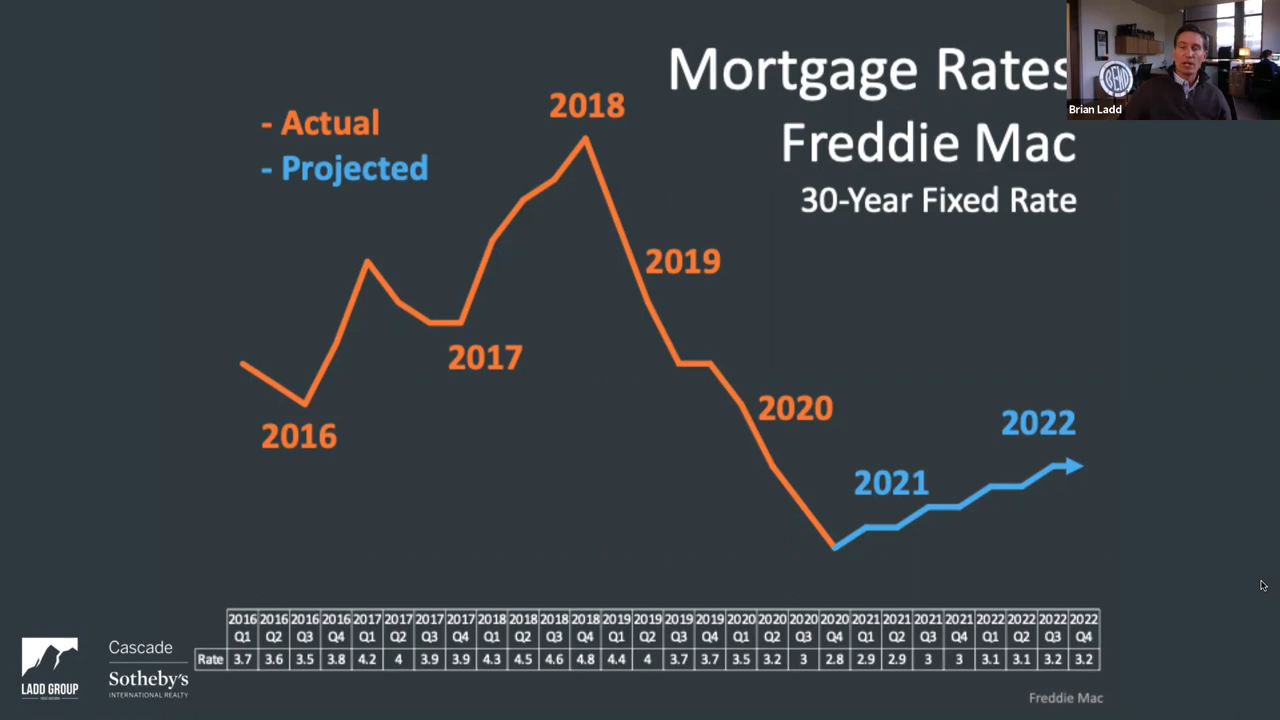 Mortgage Rates
Freddie Mac
30-Year Fixed Rate
BEND
Brian Ladd
- Actual
- Projected
2018
2019
2017
2016
2020
2021
2022
2016 2016 2016 2016 2017 2017 2017 2017 2018 2018 2018 2018 2019 2019 2019 2019 2020 2020 2020 2020 2021 2021 2021 2021 2022 2022 2022 2022
Q1 Q2 Q3 Q4 Q1 Q2 Q3 Q4 Q1 Q2 Q3 Q4 Q1 Q2 Q3 Q4 Q1 Q2 Q3 Q4 Q1 Q2 Q3 Q4 Q1 Q2 Q3 Q4
Rate 3.7 3.6 3.5 3.8 4.2 4 3.9 3.9 4.3 4.5 4.6 4.8 4.4 4 3.7 3.7 3.5 3.2 3 2.8 2.9 2.9 3 3 3.1 3.1 3.2 3.2
Freddie Mac
LADD GROUP
Cascade
Sotheby's
INTERNATIONAL REALTY